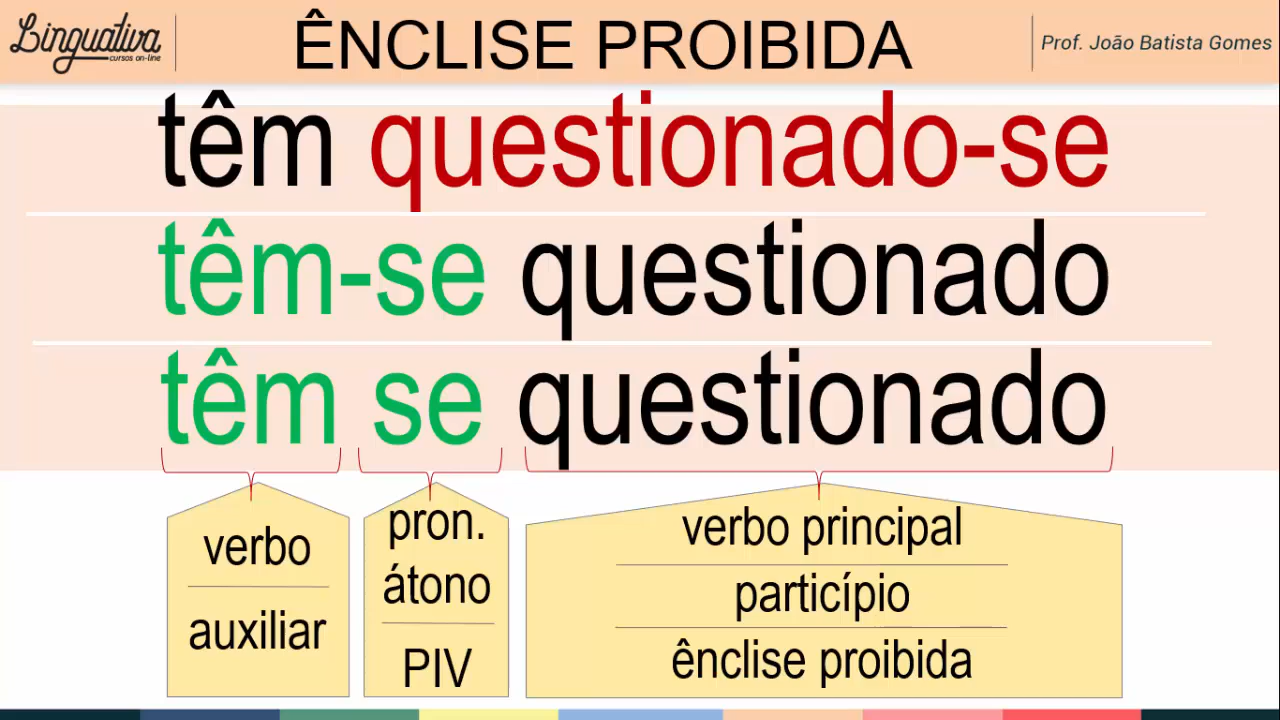 Linguativa
cursos on-line
ÊNCLISE PROIBIDA
Prof. João Batista Gomes
têm questionado-se
têm-se questionado
têm se questionado
verbo
auxiliar
pron.
átono
PIV
verbo principal
particípio
ênclise proibida